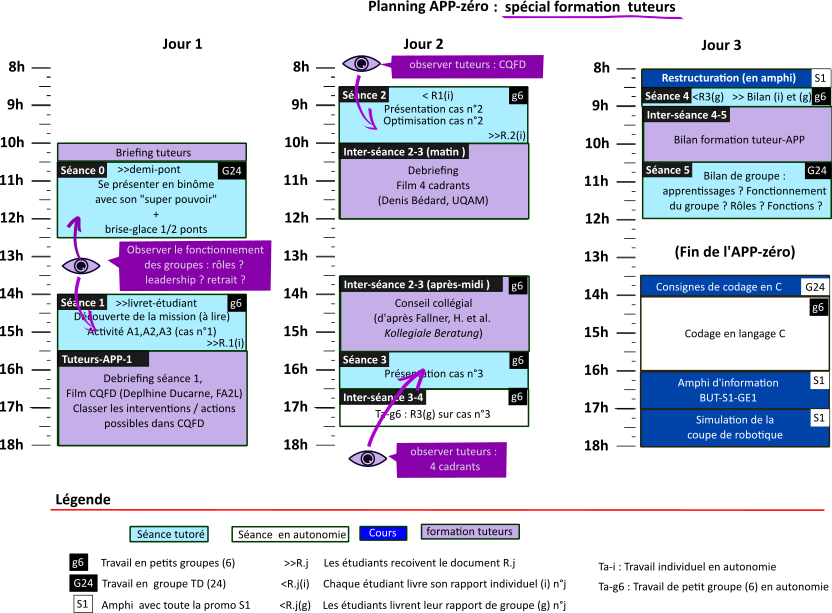 Planning APP-zéro : spécial formation tuteurs
Jour 1
8h
9h
10h
11h
12h
13h
14h
15h
16h
17h
18h
Briefing tuteurs
Séance 0 >>demi-pont G24
Se présenter en binôme
avec son "super pouvoir"
+
brise-glace 1/2 ponts
Observer le fonctionnement
des groupes : rôles ?
leadership ? retrait ?
Séance 1 >>livret-étudiant g6
Découverte de la mission (à lire)
Activité A1,A2,A3 (cas n°1)
>>R.1(i)
Tuteurs-APP-1
Debriefing séance 1,
Film CQFD (Deplhine Ducarne, FA2L)
Classer les interventions / actions
possibles dans CQFD
Jour 2
8h
9h
10h
11h
12h
13h
14h
15h
16h
17h
18h
observer tuteurs : CQFD
Séance 2 < R1(i) g6
Présentation cas n°2
Optimisation cas n°2
>>R.2(i)
Inter-séance 2-3 (matin )
Debriefing
Film 4 cadrants
(Denis Bédard, UQAM)
Inter-séance 2-3 (après-midi ) g6
Conseil collégial
(d'après Fallner, H. et al.
Kollegiale Beratung)
Séance 3 g6
Présentation cas n°3
Inter-séance 3-4 g6
Ta-g6 : R3(g) sur cas n°3
observer tuteurs :
4 cadrants
Jour 3
8h
9h
10h
11h
12h
13h
14h
15h
16h
17h
18h
Restructuration (en amphi) S1
Séance 4 <R3(g) >> Bilan (i) et (g) g6
Inter-séance 4-5
Bilan formation tuteur-APP
Séance 5 G24
Bilan de groupe :
apprentissages ? Fonctionnement
du groupe ? Rôles ? Fonctions ?
(Fin de l'APP-zéro)
Consignes de codage en C G24
g6
Codage en langage C
Amphi d'information S1
BUT-S1-GE1
Simulation de la S1
coupe de robotique
Légende
Séance tutoré
Séance en autonomie
Cours
formation tuteurs
g6 Travail en petits groupes (6)
G24 Travail en groupe TD (24)
S1 Amphi avec toute la promo S1
>>R.j Les étudiants recoivent le document R.j
<R.j(i) Chaque étudiant livre son rapport individuel (i) n°j
<R.j(g) Les étudiants livrent leur rapport de groupe (g) n°j
Ta-i : Travail individuel en autonomie
Ta-g6 : Travail de petit groupe (6) en autonomie